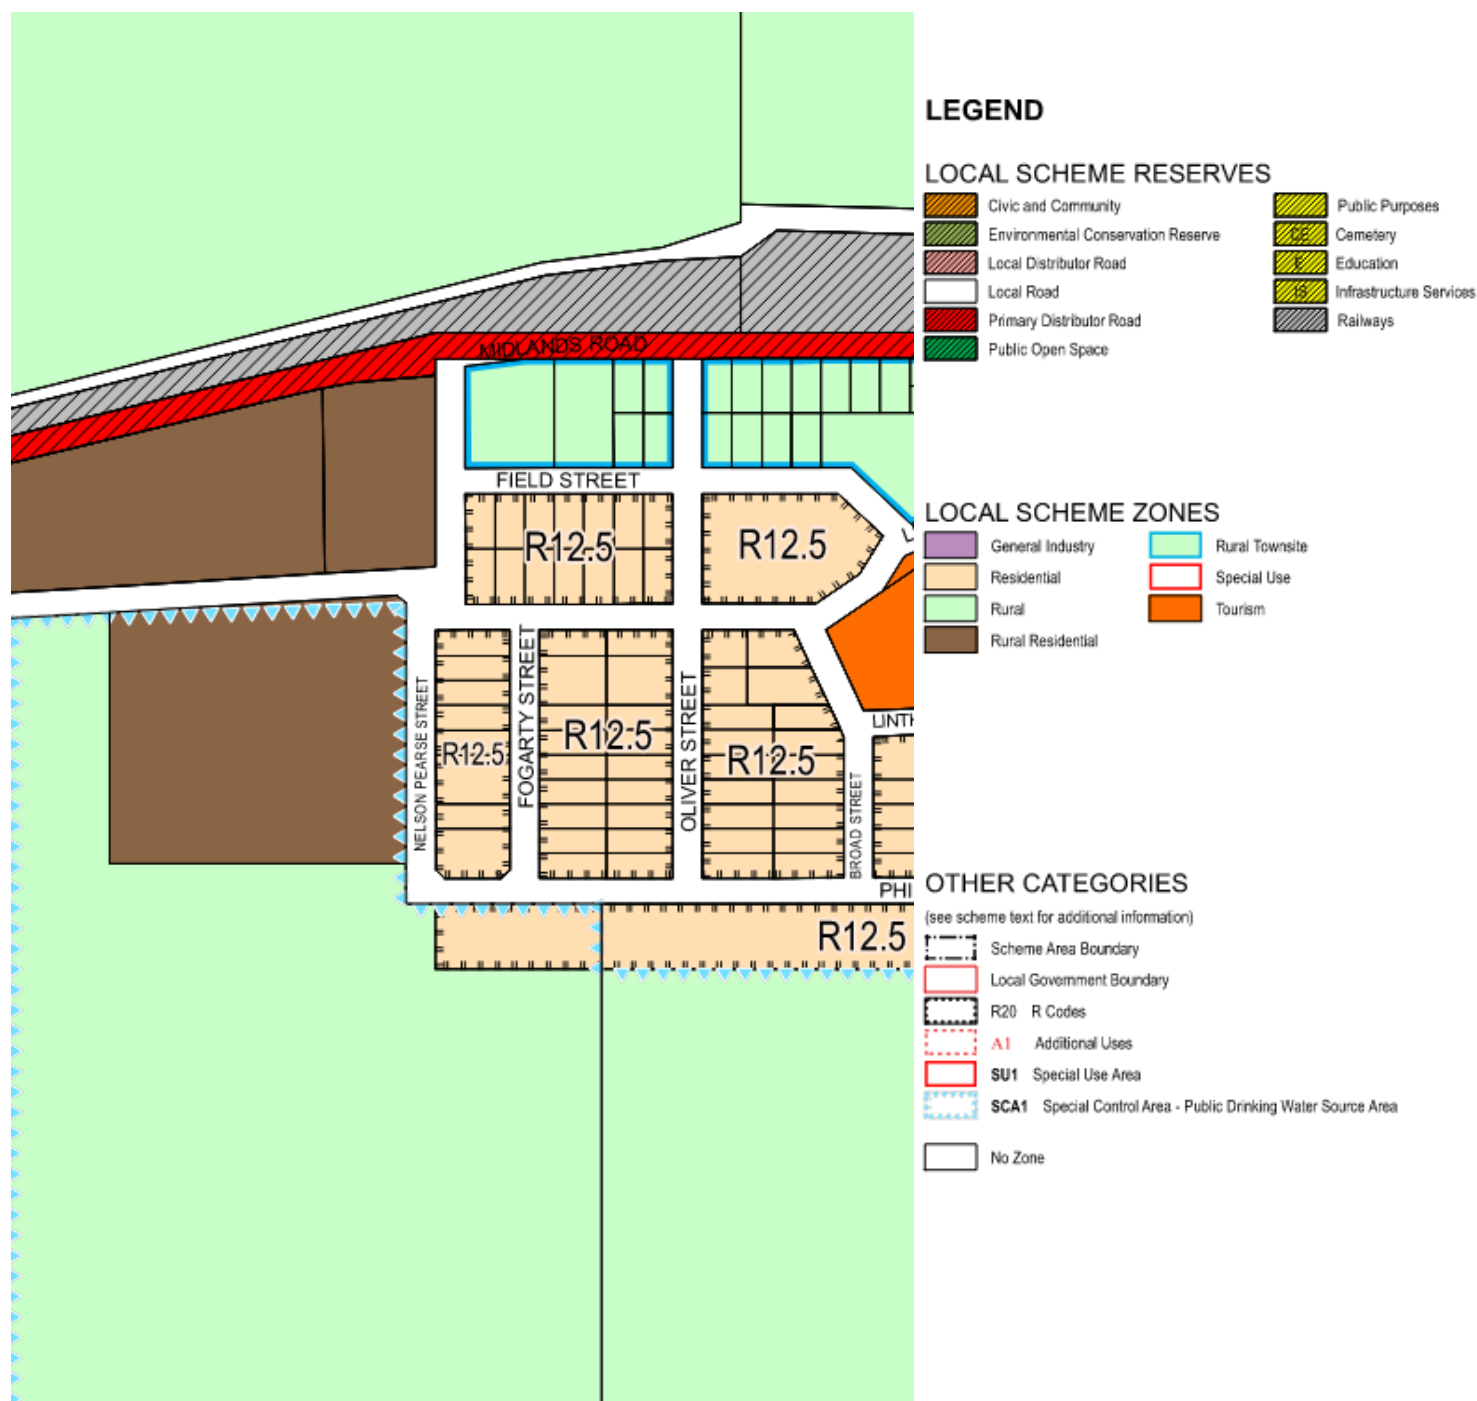 MIDLANDS ROAD
FIELD STREET
R12.5
R12.5
NELSON PEARSE STREET
R12.5
FOGARTY STREET
R12.5
OLIVER STREET
R12.5
BROAD STREET
LINTH
PHI
R12.5
LEGEND
LOCAL SCHEME RESERVES
Civic and Community
Environmental Conservation Reserve
Local Distributor Road
Local Road
Primary Distributor Road
Public Open Space
Public Purposes
CE Cemetery
E Education
IS Infrastructure Services
Railways
LOCAL SCHEME ZONES
General Industry
Residential
Rural
Rural Residential
Rural Townsite
Special Use
Tourism
OTHER CATEGORIES
(see scheme text for additional information)
Scheme Area Boundary
Local Government Boundary
R20 R Codes
A1 Additional Uses
SU1 Special Use Area
SCA1 Special Control Area - Public Drinking Water Source Area
No Zone